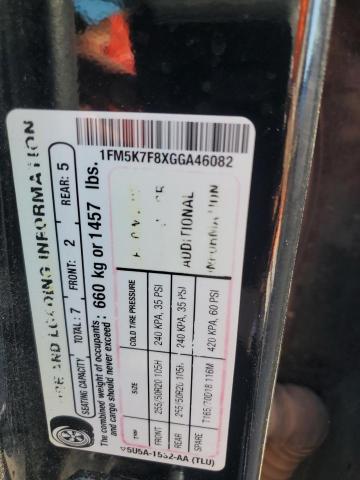 AND LOADING INFORMATION
SEATING CAPACITY TOTAL: 7 FRONT: 2 REAR: 5
The combined weight of occupants and cargo should never exceed : 660 kg or 1457 lbs.
1FM5K7F8XGGA46082
TIRE COLD TIRE PRESSURE
FRONT 255/50R20 105H 240 KPA, 35 PSI
REAR 255/50R20 105H 240 KPA, 35 PSI
SPARE T165/70D18 116M 420 KPA, 60 PSI
ADDITIONAL
INFORMATION
5U5A-1532-AA (TLU)